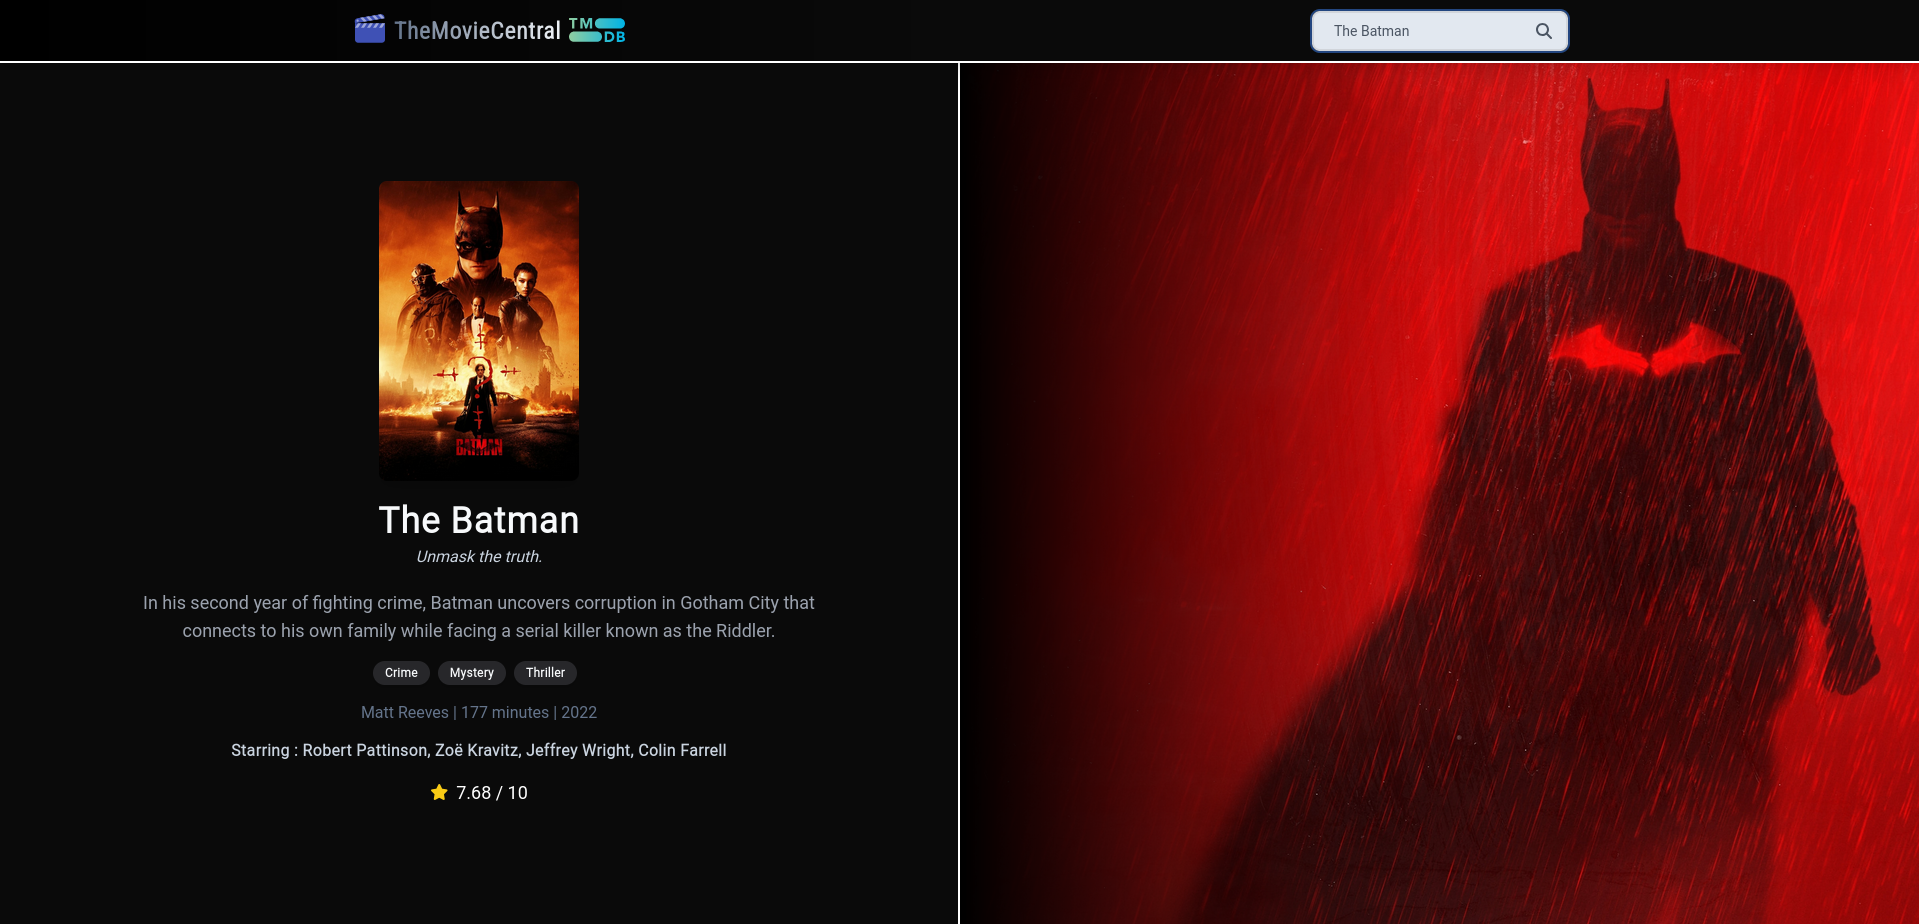 TheMovieCentral TM DB
The Batman
BATMAN
The Batman
Unmask the truth.
In his second year of fighting crime, Batman uncovers corruption in Gotham City that
connects to his own family while facing a serial killer known as the Riddler.
Crime Mystery Thriller
Matt Reeves | 177 minutes | 2022
Starring : Robert Pattinson, Zoë Kravitz, Jeffrey Wright, Colin Farrell
7.68 / 10